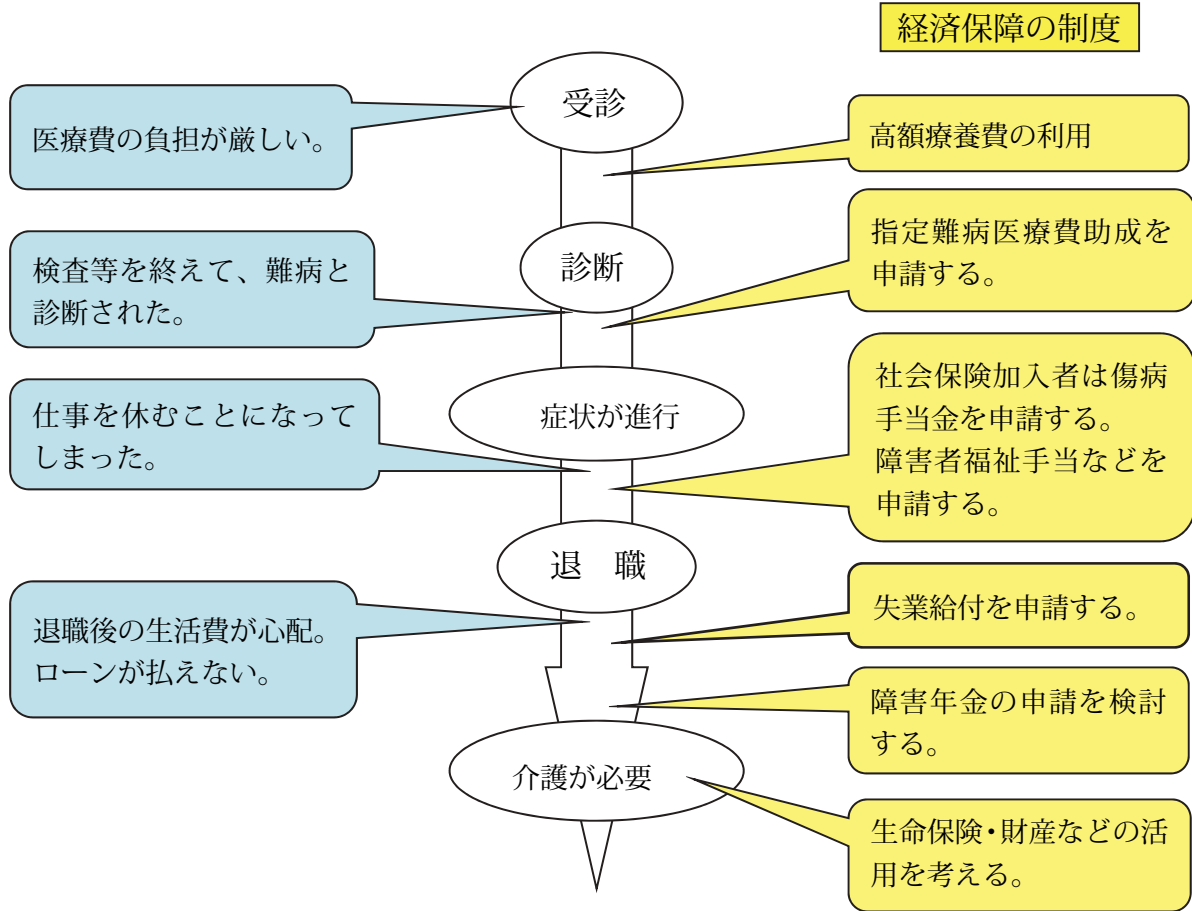 経済保障の制度
受診
医療費の負担が厳しい。
高額療養費の利用
診断
検査等を終えて、難病と
診断された。
指定難病医療費助成を
申請する。
症状が進行
仕事を休むことになって
しまった。
社会保険加入者は傷病
手当金を申請する。
障害者福祉手当などを
申請する。
退　職
退職後の生活費が心配。
ローンが払えない。
失業給付を申請する。
障害年金の申請を検討
する。
介護が必要
生命保険・財産などの活
用を考える。